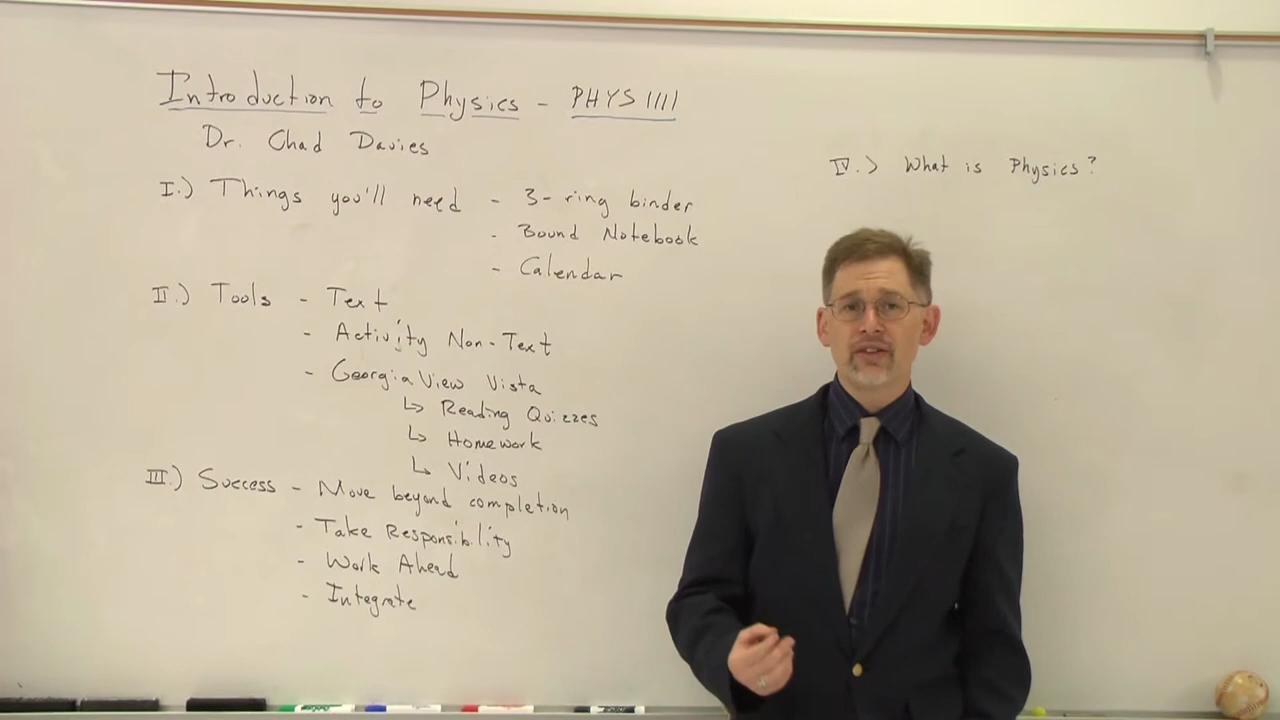 Introduction to Physics - PHYS 1111
Dr. Chad Davies
I.) Things you'll need - 3-ring binder
- Bound Notebook
- Calendar
II.) Tools - Text
- Activity Non-Text
- GeorgiaView Vista
↳ Reading Quizzes
↳ Homework
↳ Videos
III.) Success - Move beyond completion
- Take Responsibility
- Work Ahead
- Integrate
IV.) What is Physics?